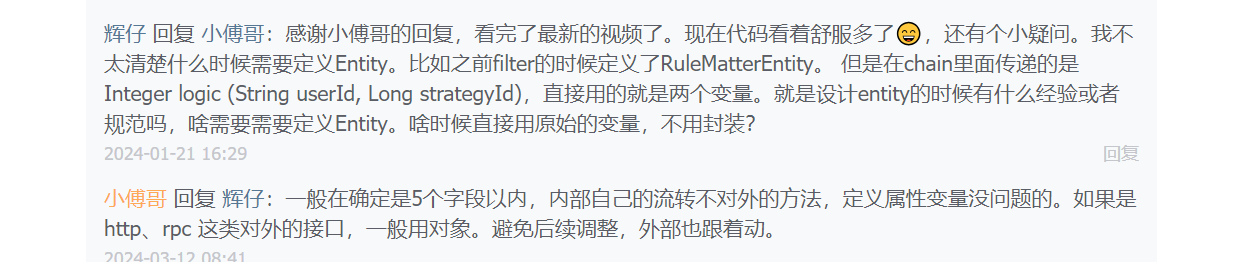 辉仔 回复 小傅哥：感谢小傅哥的回复，看完了最新的视频了。现在代码看着舒服多了😄，还有个小疑问。我不
太清楚什么时候需要定义Entity。比如之前filter的时候定义了RuleMatterEntity。 但是在chain里面传递的是
Integer logic (String userId, Long strategyId)，直接用的就是两个变量。就是设计entity的时候有什么经验或者
规范吗，啥需要需要定义Entity。啥时候直接用原始的变量，不用封装?
2024-01-21 16:29 回复
小傅哥 回复 辉仔：一般在确定是5个字段以内，内部自己的流转不对外的方法，定义属性变量没问题的。如果是
http、rpc 这类对外的接口，一般用对象。避免后续调整，外部也跟着动。
2024-03-12 08:41